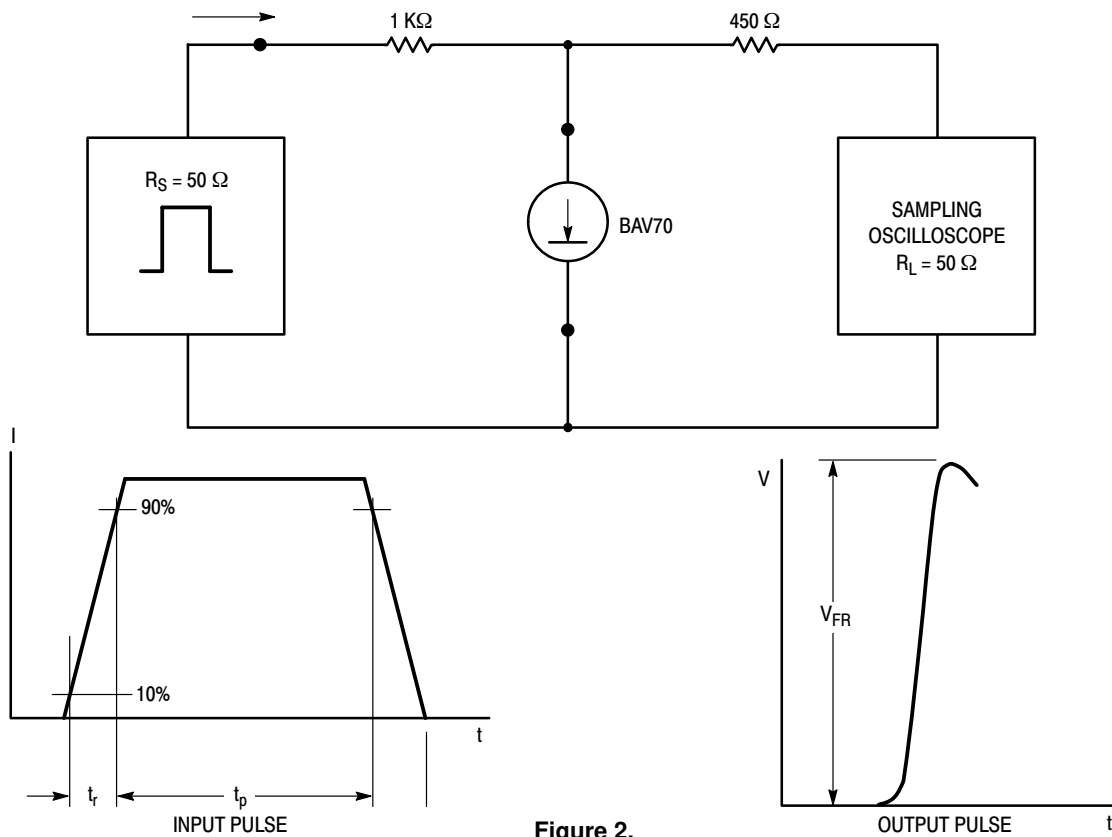 1 KΩ
450 Ω
R_S = 50 Ω
BAV70
SAMPLING
OSCILLOSCOPE
R_L = 50 Ω
I
90%
10%
t
t_r
t_p
INPUT PULSE
V
V_FR
t
OUTPUT PULSE
Figure 2.